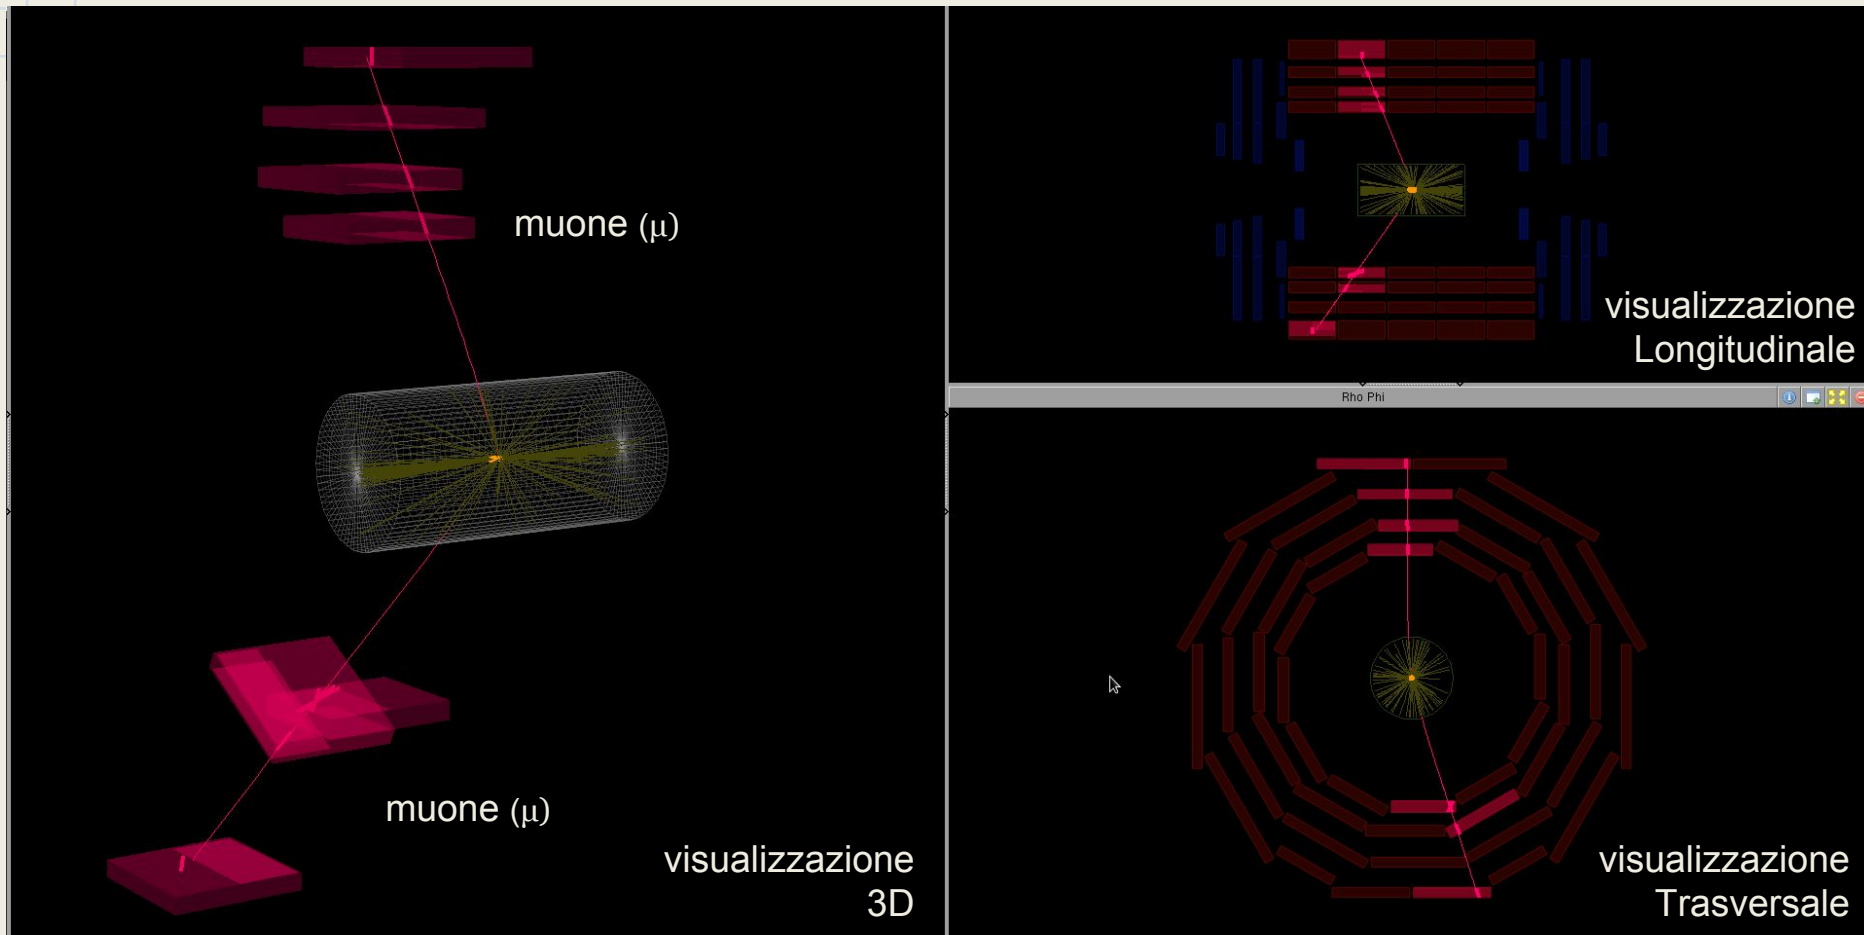 muone (μ)
muone (μ)
visualizzazione
3D
visualizzazione
Longitudinale
Rho Phi
visualizzazione
Trasversale